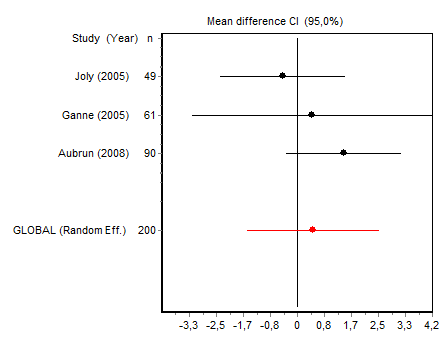 Mean difference CI (95,0%)
Study (Year) n
Joly (2005) 49
Ganne (2005) 61
Aubrun (2008) 90
GLOBAL (Random Eff.) 200
-3,3 -2,5 -1,7 -0,8 0 0,8 1,7 2,5 3,3 4,2